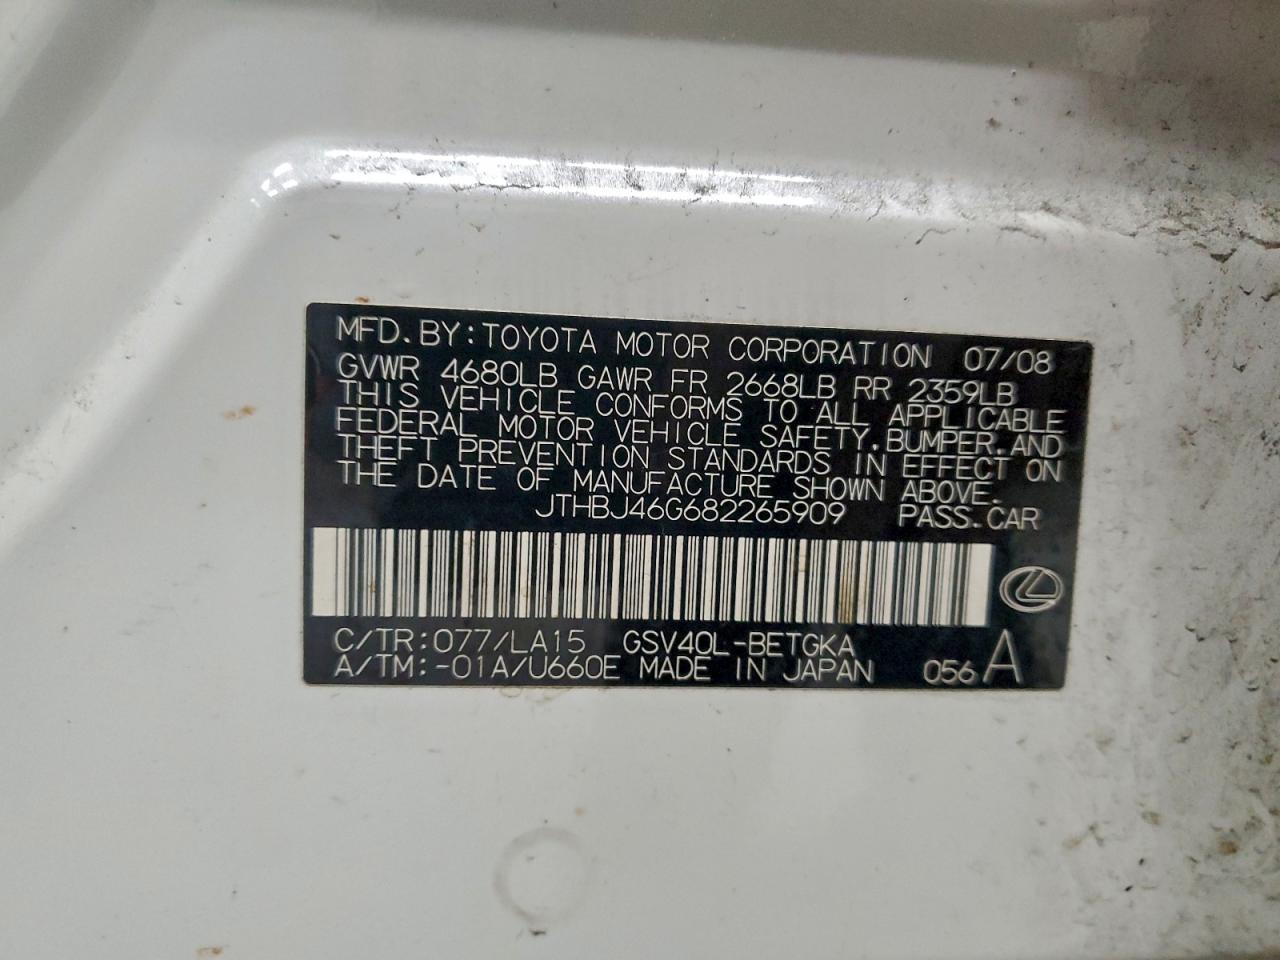 MFD. BY: TOYOTA MOTOR CORPORATION 07/08
GVWR 4680LB GAWR FR 2668LB RR 2359LB
THIS VEHICLE CONFORMS TO ALL APPLICABLE
FEDERAL MOTOR VEHICLE SAFETY, BUMPER, AND
THEFT PREVENTION STANDARDS IN EFFECT ON
THE DATE OF MANUFACTURE SHOWN ABOVE.
JTHBJ46G682265909 PASS. CAR
C/TR: 077/LA15 GSV40L-BETGKA
A/TM: -01A/U660E MADE IN JAPAN 056 A